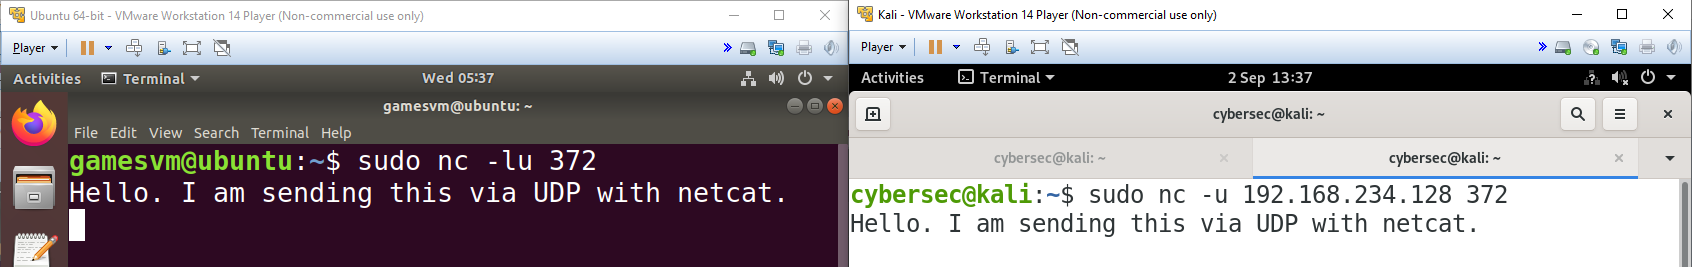 Ubuntu 64-bit - VMware Workstation 14 Player (Non-commercial use only)
Player
Activities Terminal Wed 05:37
gamesvm@ubuntu: ~
File Edit View Search Terminal Help
gamesvm@ubuntu:~$ sudo nc -lu 372
Hello. I am sending this via UDP with netcat.
Kali - VMware Workstation 14 Player (Non-commercial use only)
Player
Activities Terminal 2 Sep 13:37
cybersec@kali: ~
cybersec@kali: ~ cybersec@kali: ~
cybersec@kali:~$ sudo nc -u 192.168.234.128 372
Hello. I am sending this via UDP with netcat.